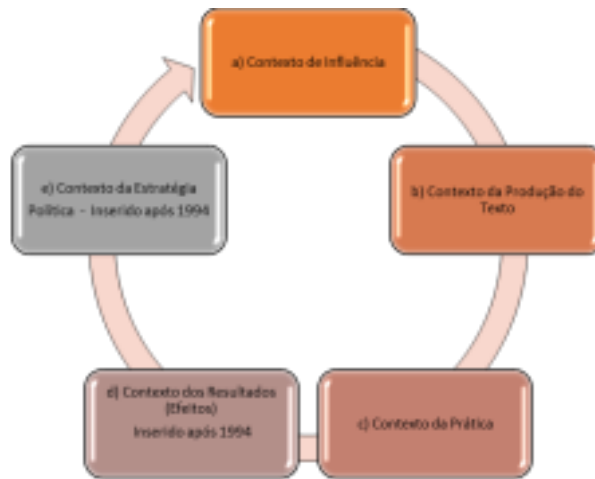 a) Contexto de Influência
b) Contexto da Produção do
Texto
c) Contexto da Prática
d) Contexto dos Resultados
(Efeitos)
Inserido após 1994
e) Contexto da Estratégia
Política - Inserido após 1994